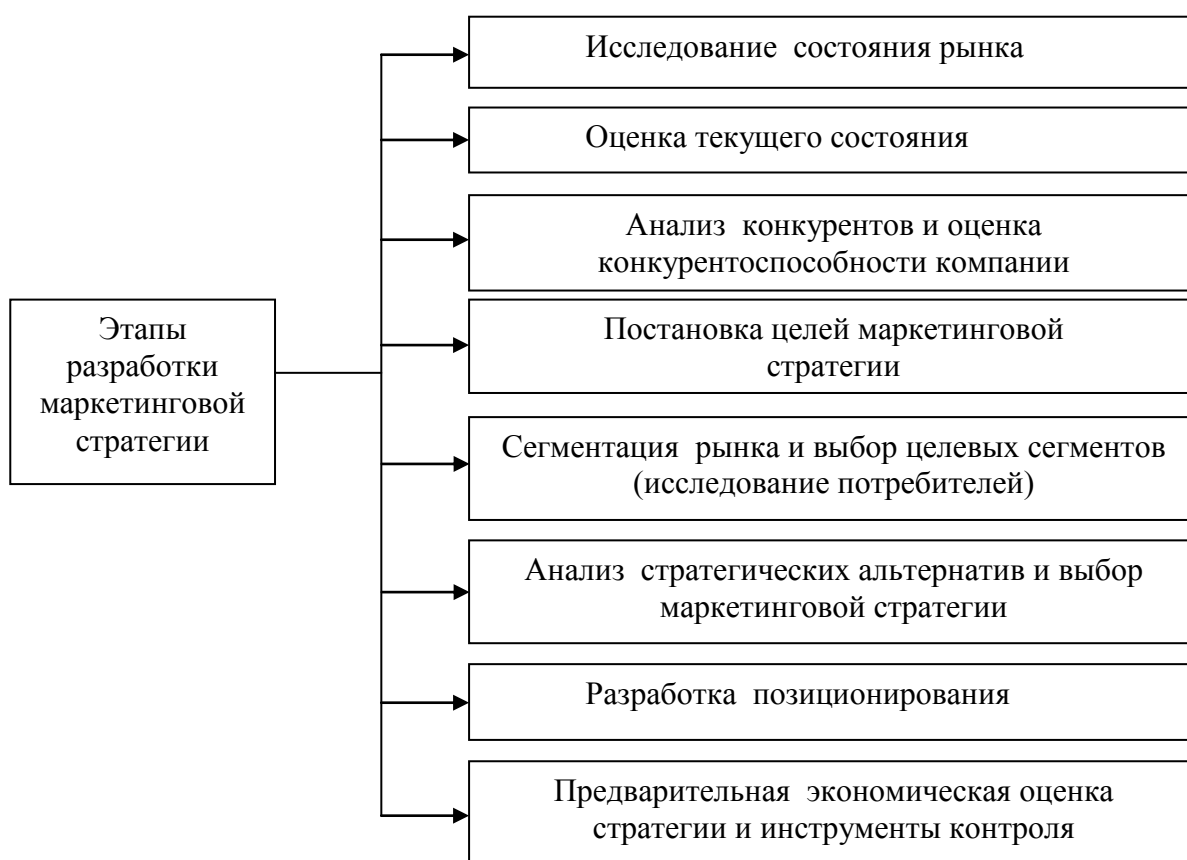 Исследование состояния рынка
Оценка текущего состояния
Анализ конкурентов и оценка
конкурентоспособности компании
Этапы
разработки
маркетинговой
стратегии
Постановка целей маркетинговой
стратегии
Сегментация рынка и выбор целевых сегментов
(исследование потребителей)
Анализ стратегических альтернатив и выбор
маркетинговой стратегии
Разработка позиционирования
Предварительная экономическая оценка
стратегии и инструменты контроля